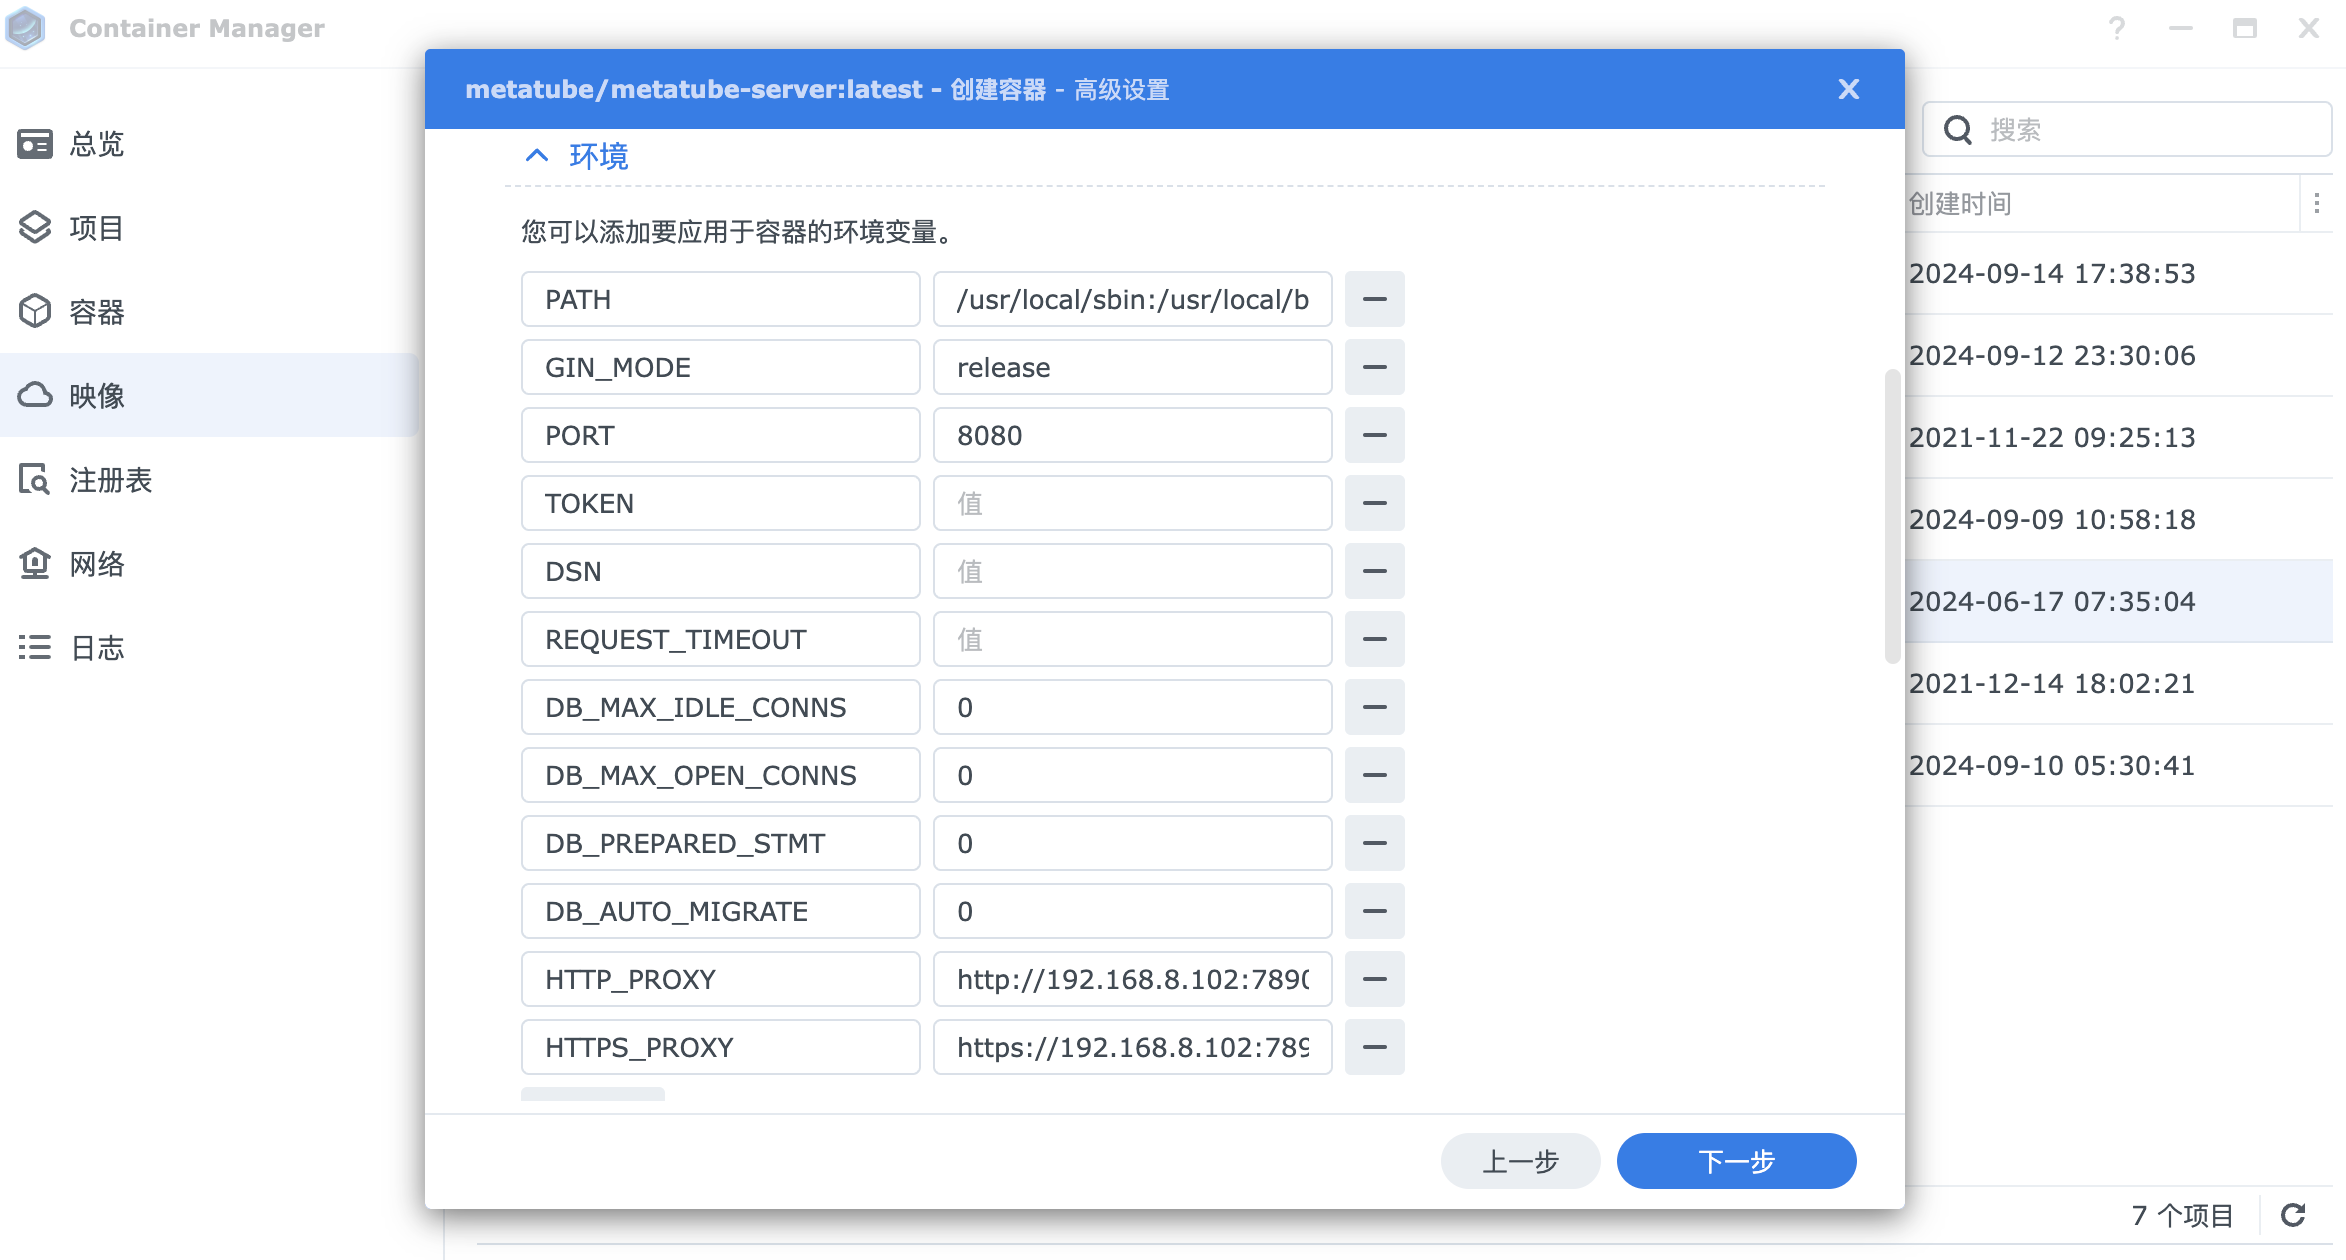 Container Manager
总览
项目
容器
映像
注册表
网络
日志
metatube/metatube-server:latest - 创建容器 - 高级设置
环境
您可以添加要应用于容器的环境变量。
PATH /usr/local/sbin:/usr/local/b
GIN_MODE release
PORT 8080
TOKEN 值
DSN 值
REQUEST_TIMEOUT 值
DB_MAX_IDLE_CONNS 0
DB_MAX_OPEN_CONNS 0
DB_PREPARED_STMT 0
DB_AUTO_MIGRATE 0
HTTP_PROXY http://192.168.8.102:7890
HTTPS_PROXY https://192.168.8.102:789
上一步 下一步
搜索
创建时间
2024-09-14 17:38:53
2024-09-12 23:30:06
2021-11-22 09:25:13
2024-09-09 10:58:18
2024-06-17 07:35:04
2021-12-14 18:02:21
2024-09-10 05:30:41
7 个项目